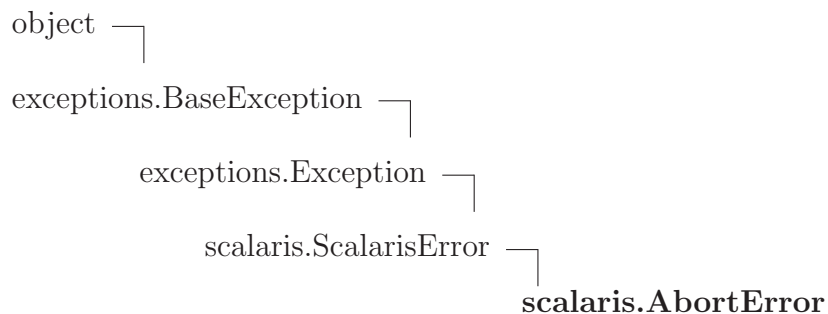 object
exceptions.BaseException
exceptions.Exception
scalaris.ScalarisError
scalaris.AbortError